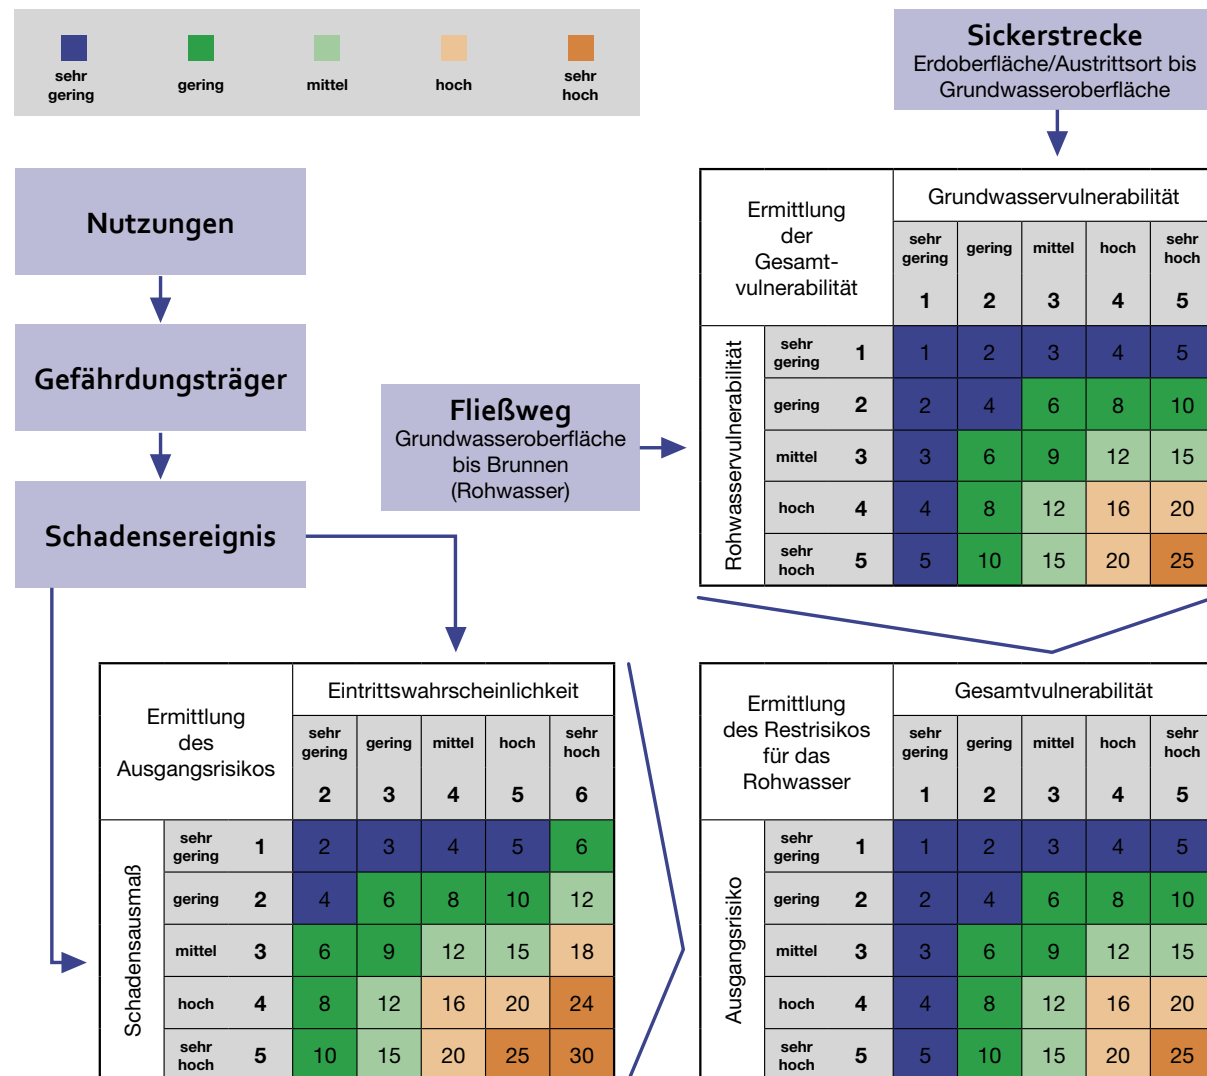 sehr gering
gering
mittel
hoch
sehr hoch
Sickerstrecke
Erdoberfläche/Austrittsort bis
Grundwasseroberfläche
Nutzungen
Gefährdungsträger
Schadensereignis
Fließweg
Grundwasseroberfläche
bis Brunnen
(Rohwasser)
Ermittlung
der
Gesamt-
vulnerabilität
Grundwasservulnerabilität
sehr gering gering mittel hoch sehr hoch
1 2 3 4 5
Rohwasservulnerabilität
sehr gering 1 1 2 3 4 5
gering 2 2 4 6 8 10
mittel 3 3 6 9 12 15
hoch 4 4 8 12 16 20
sehr hoch 5 5 10 15 20 25
Ermittlung
des
Ausgangsrisikos
Eintrittswahrscheinlichkeit
sehr gering gering mittel hoch sehr hoch
2 3 4 5 6
Schadensausmaß
sehr gering 1 2 3 4 5 6
gering 2 4 6 8 10 12
mittel 3 6 9 12 15 18
hoch 4 8 12 16 20 24
sehr hoch 5 10 15 20 25 30
Ermittlung
des Restrisikos
für das
Rohwasser
Gesamtvulnerabilität
sehr gering gering mittel hoch sehr hoch
1 2 3 4 5
Ausgangsrisiko
sehr gering 1 1 2 3 4 5
gering 2 2 4 6 8 10
mittel 3 3 6 9 12 15
hoch 4 4 8 12 16 20
sehr hoch 5 5 10 15 20 25